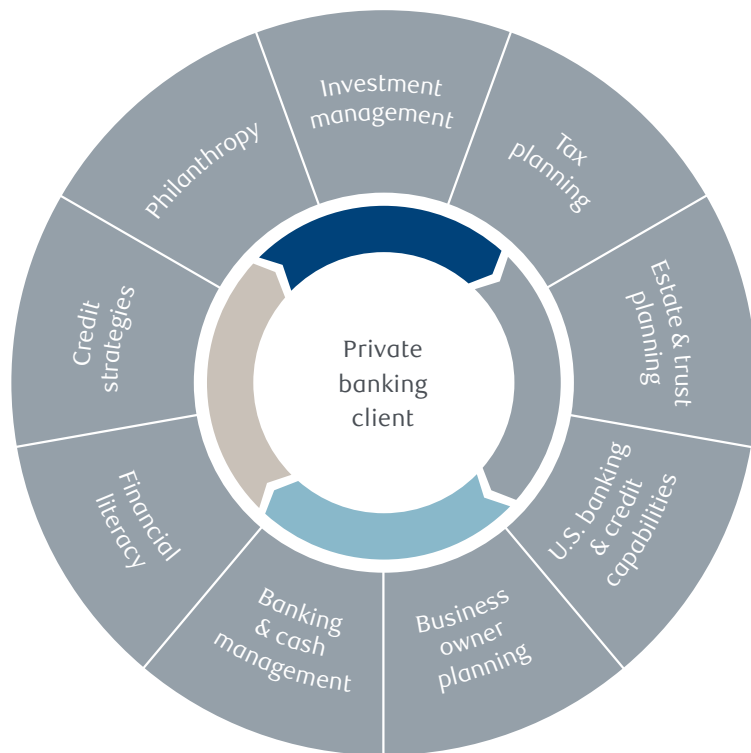 Investment
management
Tax
planning
Estate & trust
planning
U.S. banking
& credit
capabilities
Business
owner
planning
Banking
& cash
management
Financial
literacy
Credit
strategies
Philanthropy
Private
banking
client